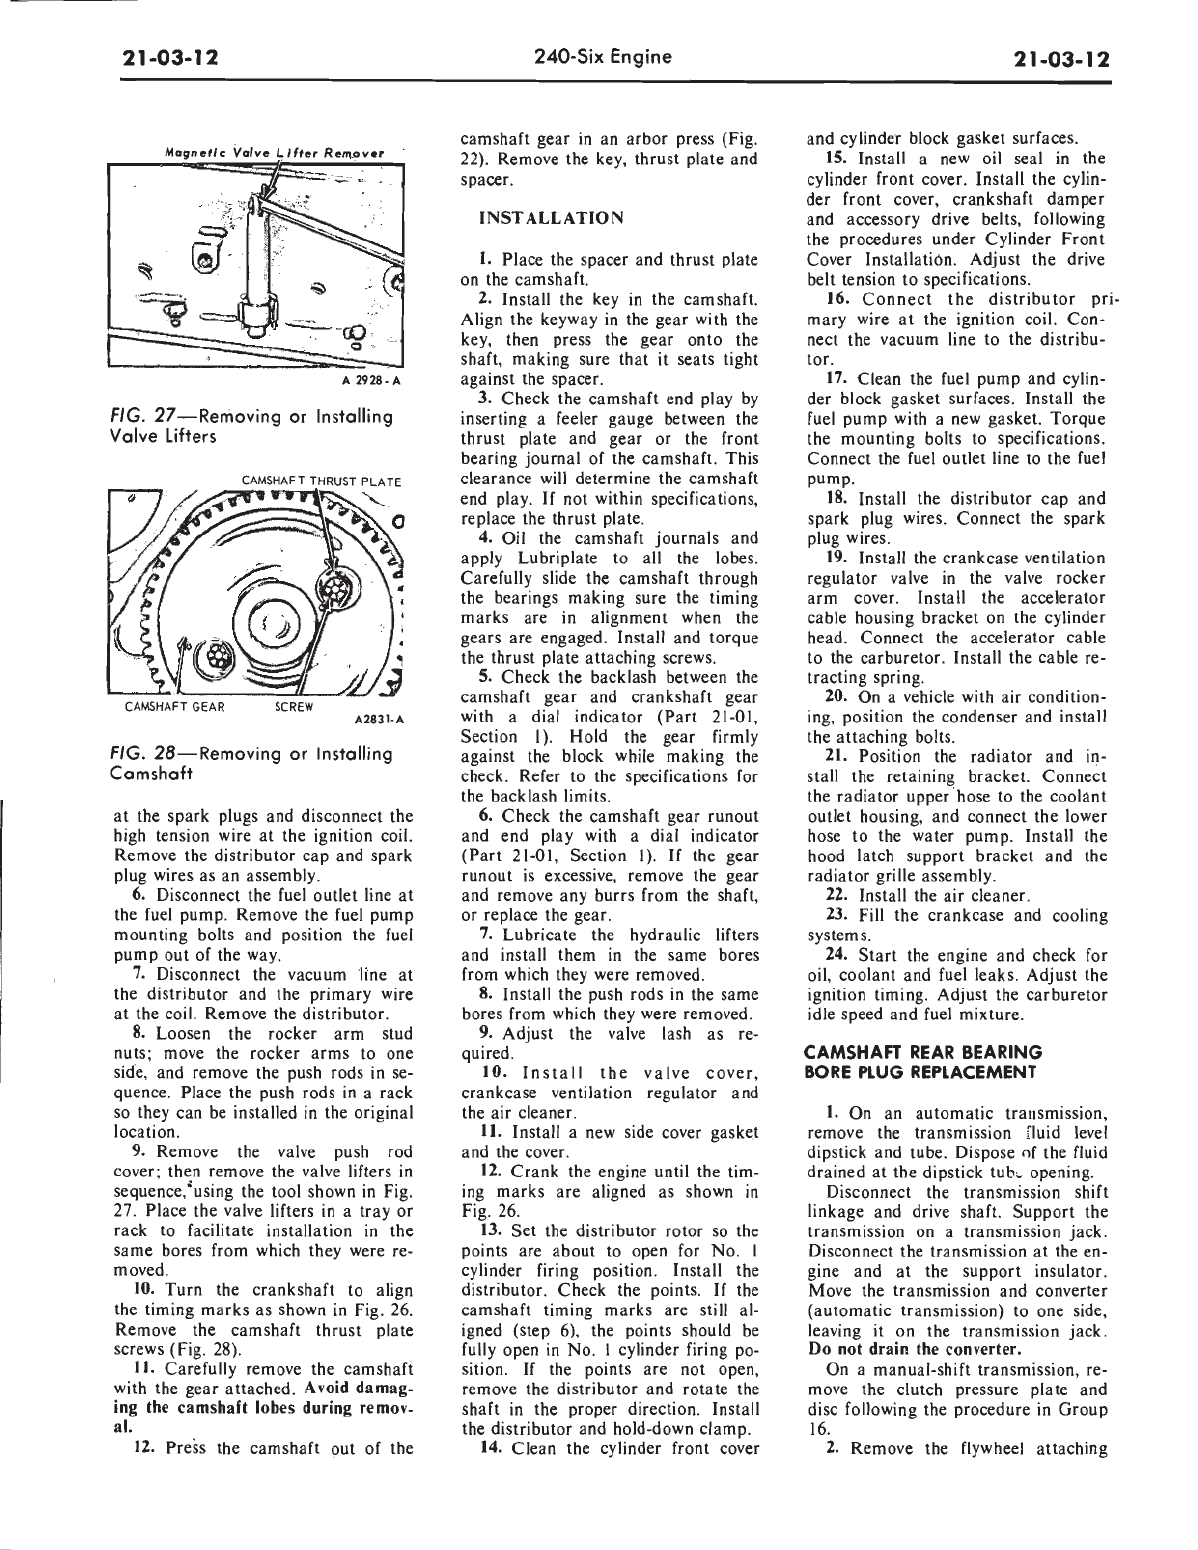 21-03-12
240-Six Engine
21-03-12
Magnetic Valve Lifter Remover
A 2928-A
FIG. 27—Removing or Installing
Valve Lifters
CAMSHAFT THRUST PLATE
CAMSHAFT GEAR
SCREW
A2831-A
FIG. 28—Removing or Installing
Camshaft
at the spark plugs and disconnect the
high tension wire at the ignition coil.
Remove the distributor cap and spark
plug wires as an assembly.
6. Disconnect the fuel outlet line at
the fuel pump. Remove the fuel pump
mounting bolts and position the fuel
pump out of the way.
7. Disconnect the vacuum line at
the distributor and the primary wire
at the coil. Remove the distributor.
8. Loosen the rocker arm stud
nuts; move the rocker arms to one
side, and remove the push rods in se-
quence. Place the push rods in a rack
so they can be installed in the original
location.
9. Remove the valve push rod
cover; then remove the valve lifters in
sequence, using the tool shown in Fig.
27. Place the valve lifters in a tray or
rack to facilitate installation in the
same bores from which they were re-
moved.
10. Turn the crankshaft to align
the timing marks as shown in Fig. 26.
Remove the camshaft thrust plate
screws (Fig. 28).
11. Carefully remove the camshaft
with the gear attached. Avoid damag-
ing the camshaft lobes during remov-
al.
12. Press the camshaft out of the
camshaft gear in an arbor press (Fig.
22). Remove the key, thrust plate and
spacer.
INSTALLATION
1. Place the spacer and thrust plate
on the camshaft.
2. Install the key in the camshaft.
Align the keyway in the gear with the
key, then press the gear onto the
shaft, making sure that it seats tight
against the spacer.
3. Check the camshaft end play by
inserting a feeler gauge between the
thrust plate and gear or the front
bearing journal of the camshaft. This
clearance will determine the camshaft
end play. If not within specifications,
replace the thrust plate.
4. Oil the camshaft journals and
apply Lubriplate to all the lobes.
Carefully slide the camshaft through
the bearings making sure the timing
marks are in alignment when the
gears are engaged. Install and torque
the thrust plate attaching screws.
5. Check the backlash between the
camshaft gear and crankshaft gear
with a dial indicator (Part 21-01,
Section 1). Hold the gear firmly
against the block while making the
check. Refer to the specifications for
the backlash limits.
6. Check the camshaft gear runout
and end play with a dial indicator
(Part 21-01, Section 1). If the gear
runout is excessive, remove the gear
and remove any burrs from the shaft,
or replace the gear.
7. Lubricate the hydraulic lifters
and install them in the same bores
from which they were removed.
8. Install the push rods in the same
bores from which they were removed.
9. Adjust the valve lash as re-
quired.
10. Install the valve cover,
crankcase ventilation regulator and
the air cleaner.
11. Install a new side cover gasket
and the cover.
12. Crank the engine until the tim-
ing marks are aligned as shown in
Fig. 26.
13. Set the distributor rotor so the
points are about to open for No. 1
cylinder firing position. Install the
distributor. Check the points. If the
camshaft timing marks are still al-
igned (step 6), the points should be
fully open in No. 1 cylinder firing po-
sition. If the points are not open,
remove the distributor and rotate the
shaft in the proper direction. Install
the distributor and hold-down clamp.
14. Clean the cylinder front cover
and cylinder block gasket surfaces.
15. Install a new oil seal in the
cylinder front cover. Install the cylin-
der front cover, crankshaft damper
and accessory drive belts, following
the procedures under Cylinder Front
Cover Installation. Adjust the drive
belt tension to specifications.
16. Connect the distributor pri-
mary wire at the ignition coil. Con-
nect the vacuum line to the distribu-
tor.
17. Clean the fuel pump and cylin-
der block gasket surfaces. Install the
fuel pump with a new gasket. Torque
the mounting bolts to specifications.
Connect the fuel outlet line to the fuel
pump.
18. Install the distributor cap and
spark plug wires. Connect the spark
plug wires.
19. Install the crankcase ventilation
regulator valve in the valve rocker
arm cover. Install the accelerator
cable housing bracket on the cylinder
head. Connect the accelerator cable
to the carburetor. Install the cable re-
tracting spring.
20. On a vehicle with air condition-
ing, position the condenser and install
the attaching bolts.
21. Position the radiator and in-
stall the retaining bracket. Connect
the radiator upper hose to the coolant
outlet housing, and connect the lower
hose to the water pump. Install the
hood latch support bracket and the
radiator grille assembly.
22. Install the air cleaner.
23. Fill the crankcase and cooling
systems.
24. Start the engine and check for
oil, coolant and fuel leaks. Adjust the
ignition timing. Adjust the carburetor
idle speed and fuel mixture.
CAMSHAFT REAR BEARING
BORE PLUG REPLACEMENT
1. On an automatic transmission,
remove the transmission fluid level
dipstick and tube. Dispose of the fluid
drained at the dipstick tube opening.
Disconnect the transmission shift
linkage and drive shaft. Support the
transmission on a transmission jack.
Disconnect the transmission at the en-
gine and at the support insulator.
Move the transmission and converter
(automatic transmission) to one side,
leaving it on the transmission jack.
Do not drain the converter.
On a manual-shift transmission, re-
move the clutch pressure plate and
disc following the procedure in Group
16.
2. Remove the flywheel attaching